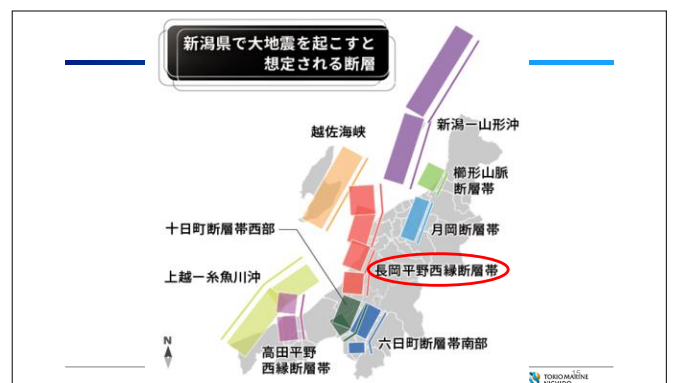 新潟県で大地震を起こすと
想定される断層
新潟ー山形沖
越佐海峡
櫛形山脈
断層帯
月岡断層帯
十日町断層帯西部
長岡平野西縁断層帯
上越ー糸魚川沖
六日町断層帯南部
高田平野
西縁断層帯
N
15
TOKIO MARINE
NICHIDO